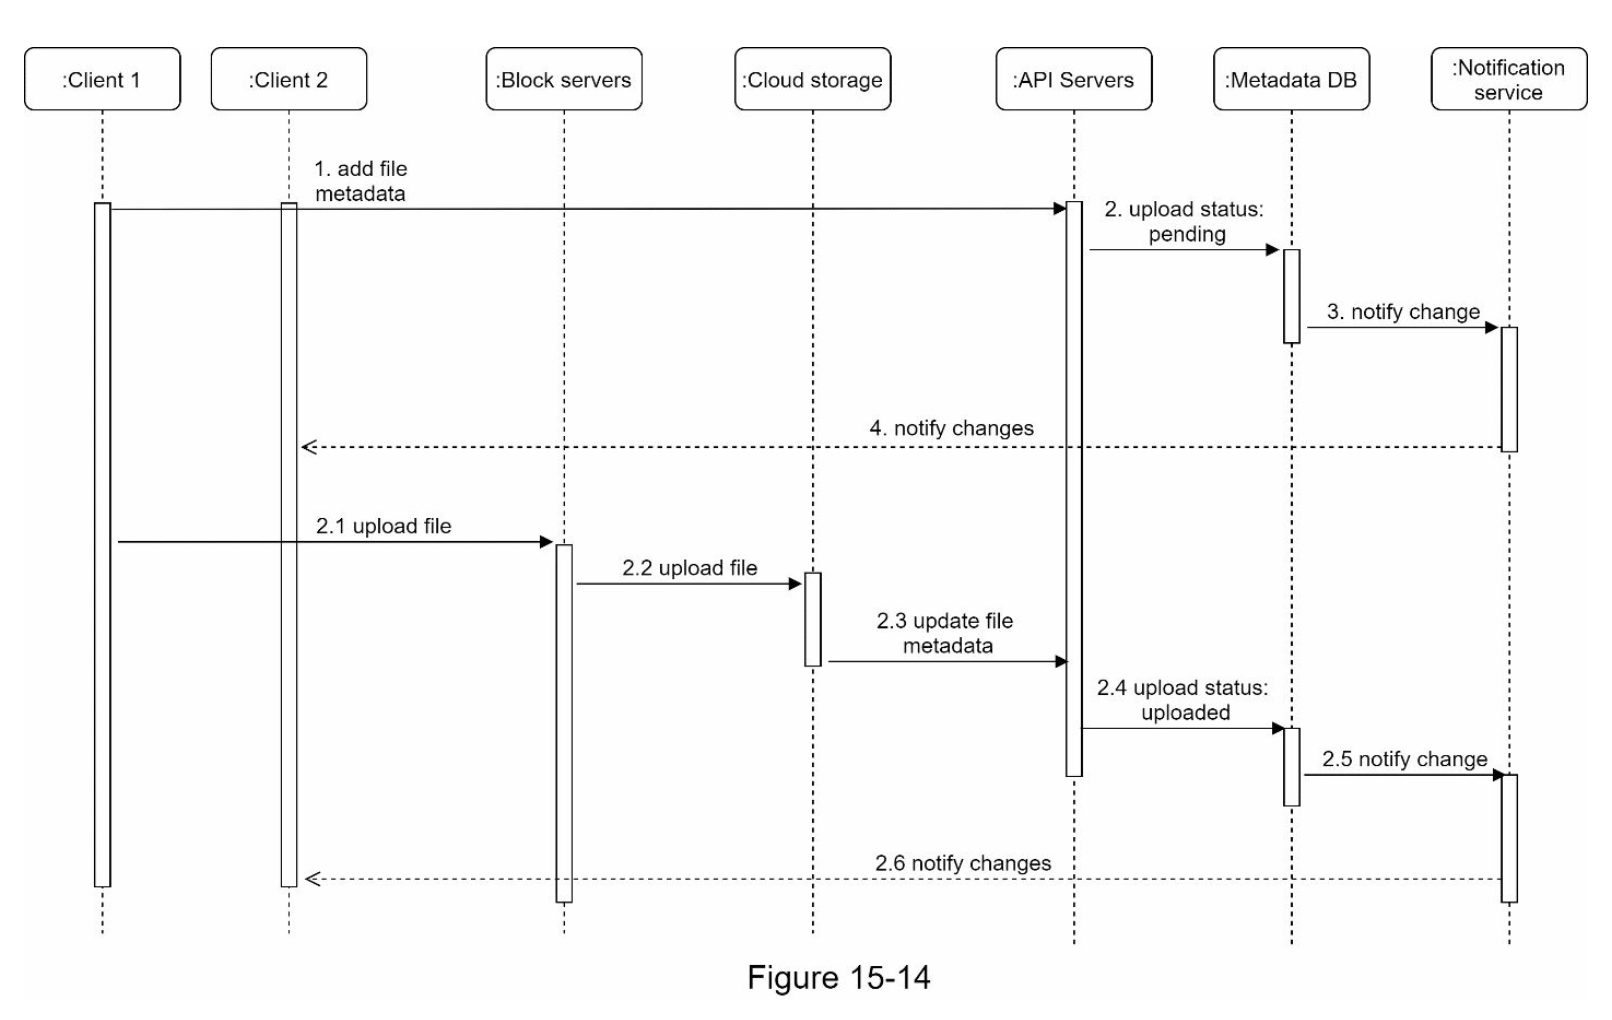 :Client 1
:Client 2
:Block servers
:Cloud storage
:API Servers
:Metadata DB
:Notification
service
1. add file
metadata
2. upload status:
pending
3. notify change
4. notify changes
2.1 upload file
2.2 upload file
2.3 update file
metadata
2.4 upload status:
uploaded
2.5 notify change
2.6 notify changes
Figure 15-14